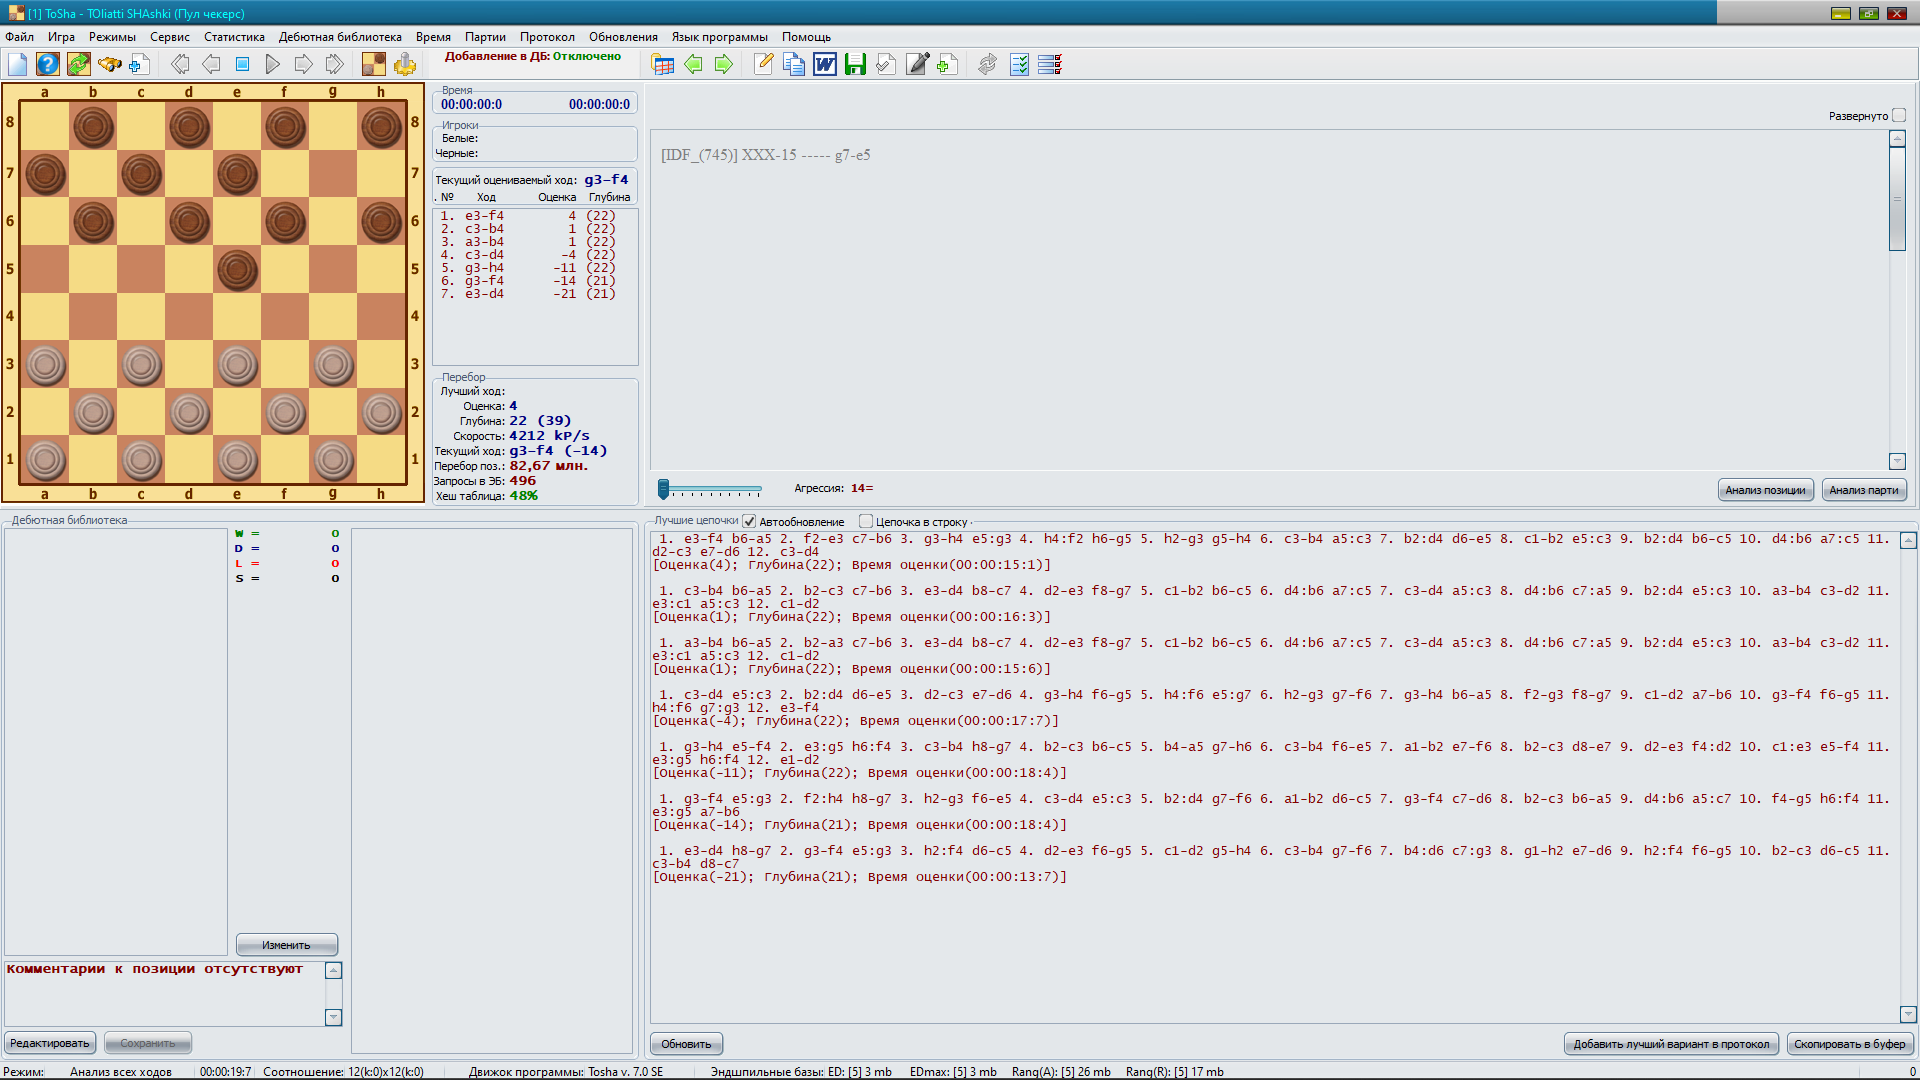 [1] ToSha - TOliatti SHAshki (Пул чекерс)
Файл Игра Режимы Сервис Статистика Дебютная библиотека Время Партии Протокол Обновления Язык программы Помощь
Добавление в ДБ: Отключено
a b c d e f g h
8 8
7 7
6 6
5 5
4 4
3 3
2 2
1 1
a b c d e f g h
Время
00:00:00:0 00:00:00:0
Игроки
Белые:
Черные:
Текущий оцениваемый ход: g3-f4
. № Ход Оценка Глубина
1. e3-f4 4 (22)
2. c3-b4 1 (22)
3. a3-b4 1 (22)
4. c3-d4 -4 (22)
5. g3-h4 -11 (22)
6. g3-f4 -14 (21)
7. e3-d4 -21 (21)
Перебор
Лучший ход:
Оценка: 4
Глубина: 22 (39)
Скорость: 4212 kP/s
Текущий ход: g3-f4 (-14)
Перебор поз.: 82,67 млн.
Запросы в ЭБ: 496
Хеш таблица: 48%
Развернуто
[IDF_(745)] XXX-15 ----- g7-e5
Агрессия: 14=
Анализ позиции Анализ парти
Дебютная библиотека
W = 0
D = 0
L = 0
S = 0
Изменить
Комментарии к позиции отсутствуют
Редактировать Сохранить
Лучшие цепочки Автообновление Цепочка в строку
1. e3-f4 b6-a5 2. f2-e3 c7-b6 3. g3-h4 e5:g3 4. h4:f2 h6-g5 5. h2-g3 g5-h4 6. c3-b4 a5:c3 7. b2:d4 d6-e5 8. c1-b2 e5:c3 9. b2:d4 b6-c5 10. d4:b6 a7:c5 11.
d2-c3 e7-d6 12. c3-d4
[Оценка(4); Глубина(22); Время оценки(00:00:15:1)]
1. c3-b4 b6-a5 2. b2-c3 c7-b6 3. e3-d4 b8-c7 4. d2-e3 f8-g7 5. c1-b2 b6-c5 6. d4:b6 a7:c5 7. c3-d4 a5:c3 8. d4:b6 c7:a5 9. b2:d4 e5:c3 10. a3-b4 c3-d2 11.
e3:c1 a5:c3 12. c1-d2
[Оценка(1); Глубина(22); Время оценки(00:00:16:3)]
1. a3-b4 b6-a5 2. b2-a3 c7-b6 3. e3-d4 b8-c7 4. d2-e3 f8-g7 5. c1-b2 b6-c5 6. d4:b6 a7:c5 7. c3-d4 a5:c3 8. d4:b6 c7:a5 9. b2:d4 e5:c3 10. a3-b4 c3-d2 11.
e3:c1 a5:c3 12. c1-d2
[Оценка(1); Глубина(22); Время оценки(00:00:15:6)]
1. c3-d4 e5:c3 2. b2:d4 d6-e5 3. d2-c3 e7-d6 4. g3-h4 f6-g5 5. h4:f6 e5:g7 6. h2-g3 g7-f6 7. g3-h4 b6-a5 8. f2-g3 f8-g7 9. c1-d2 a7-b6 10. g3-f4 f6-g5 11.
h4:f6 g7:g3 12. e3-f4
[Оценка(-4); Глубина(22); Время оценки(00:00:17:7)]
1. g3-h4 e5-f4 2. e3:g5 h6:f4 3. c3-b4 h8-g7 4. b2-c3 b6-c5 5. b4-a5 g7-h6 6. c3-b4 f6-e5 7. a1-b2 e7-f6 8. b2-c3 d8-e7 9. d2-e3 f4:d2 10. c1:e3 e5-f4 11.
e3:g5 h6:f4 12. e1-d2
[Оценка(-11); Глубина(22); Время оценки(00:00:18:4)]
1. g3-f4 e5:g3 2. f2:h4 h8-g7 3. h2-g3 f6-e5 4. c3-d4 e5:c3 5. b2:d4 g7-f6 6. a1-b2 d6-c5 7. g3-f4 c7-d6 8. b2-c3 b6-a5 9. d4:b6 a5:c7 10. f4-g5 h6:f4 11.
e3:g5 a7-b6
[Оценка(-14); Глубина(21); Время оценки(00:00:18:4)]
1. e3-d4 h8-g7 2. g3-f4 e5:g3 3. h2:f4 d6-c5 4. d2-e3 f6-g5 5. c1-d2 g5-h4 6. c3-b4 g7-f6 7. b4:d6 c7:g3 8. g1-h2 e7-d6 9. h2:f4 f6-g5 10. b2-c3 d6-c5 11.
c3-b4 d8-c7
[Оценка(-21); Глубина(21); Время оценки(00:00:13:7)]
Обновить Добавить лучший вариант в протокол Скопировать в буфер
Режим: Анализ всех ходов 00:00:19:7 Соотношение: 12(k:0)x12(k:0) Движок программы: Tosha v. 7.0 SE Эндшпильные базы: ED: [5] 3 mb EDmax: [5] 3 mb Rang(A): [5] 26 mb Rang(R): [5] 17 mb 0